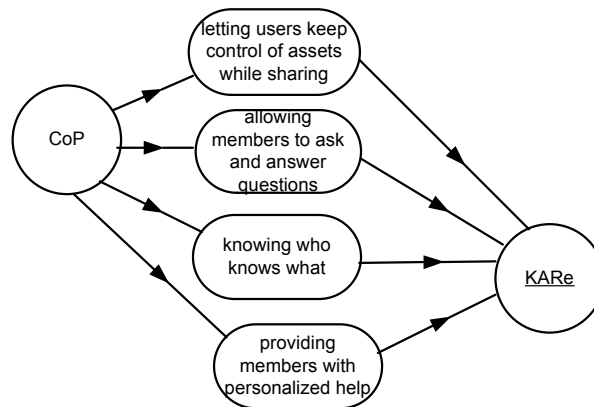 letting users keep
control of assets
while sharing
CoP
allowing
members to ask
and answer
questions
knowing who
knows what
KARe
providing
members with
personalized help